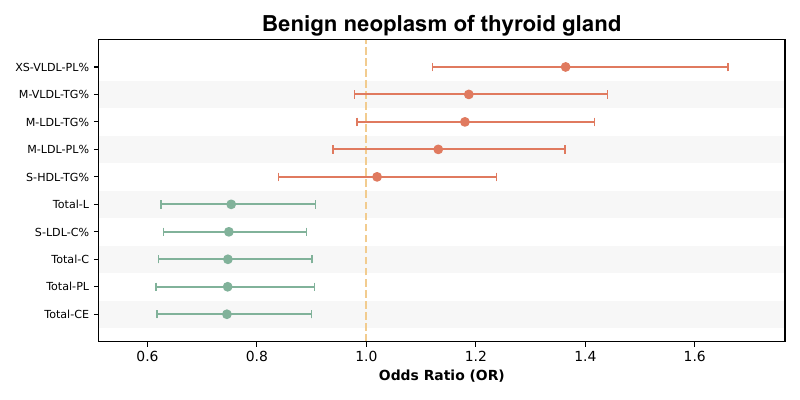 Benign neoplasm of thyroid gland
XS-VLDL-PL%
M-VLDL-TG%
M-LDL-TG%
M-LDL-PL%
S-HDL-TG%
Total-L
S-LDL-C%
Total-C
Total-PL
Total-CE
0.6 0.8 1.0 1.2 1.4 1.6
Odds Ratio (OR)